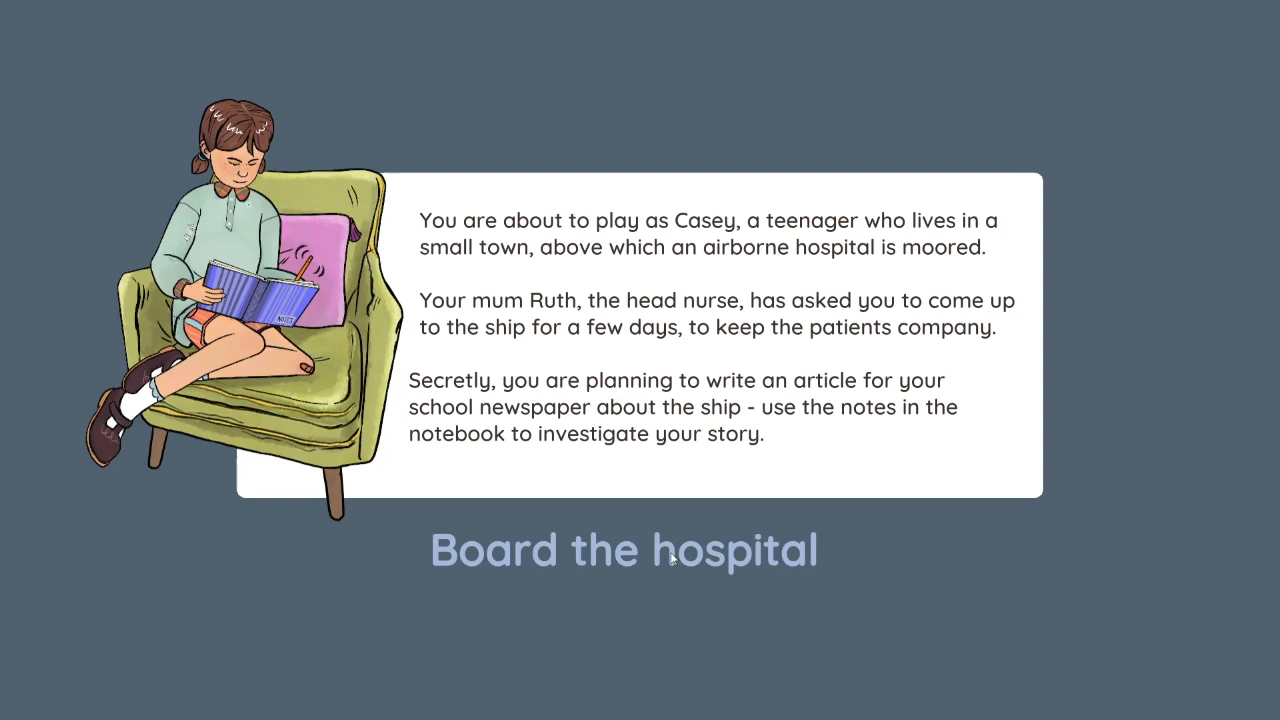 You are about to play as Casey, a teenager who lives in a
small town, above which an airborne hospital is moored.
Your mum Ruth, the head nurse, has asked you to come up
to the ship for a few days, to keep the patients company.
Secretly, you are planning to write an article for your
school newspaper about the ship - use the notes in the
notebook to investigate your story.
Board the hospital